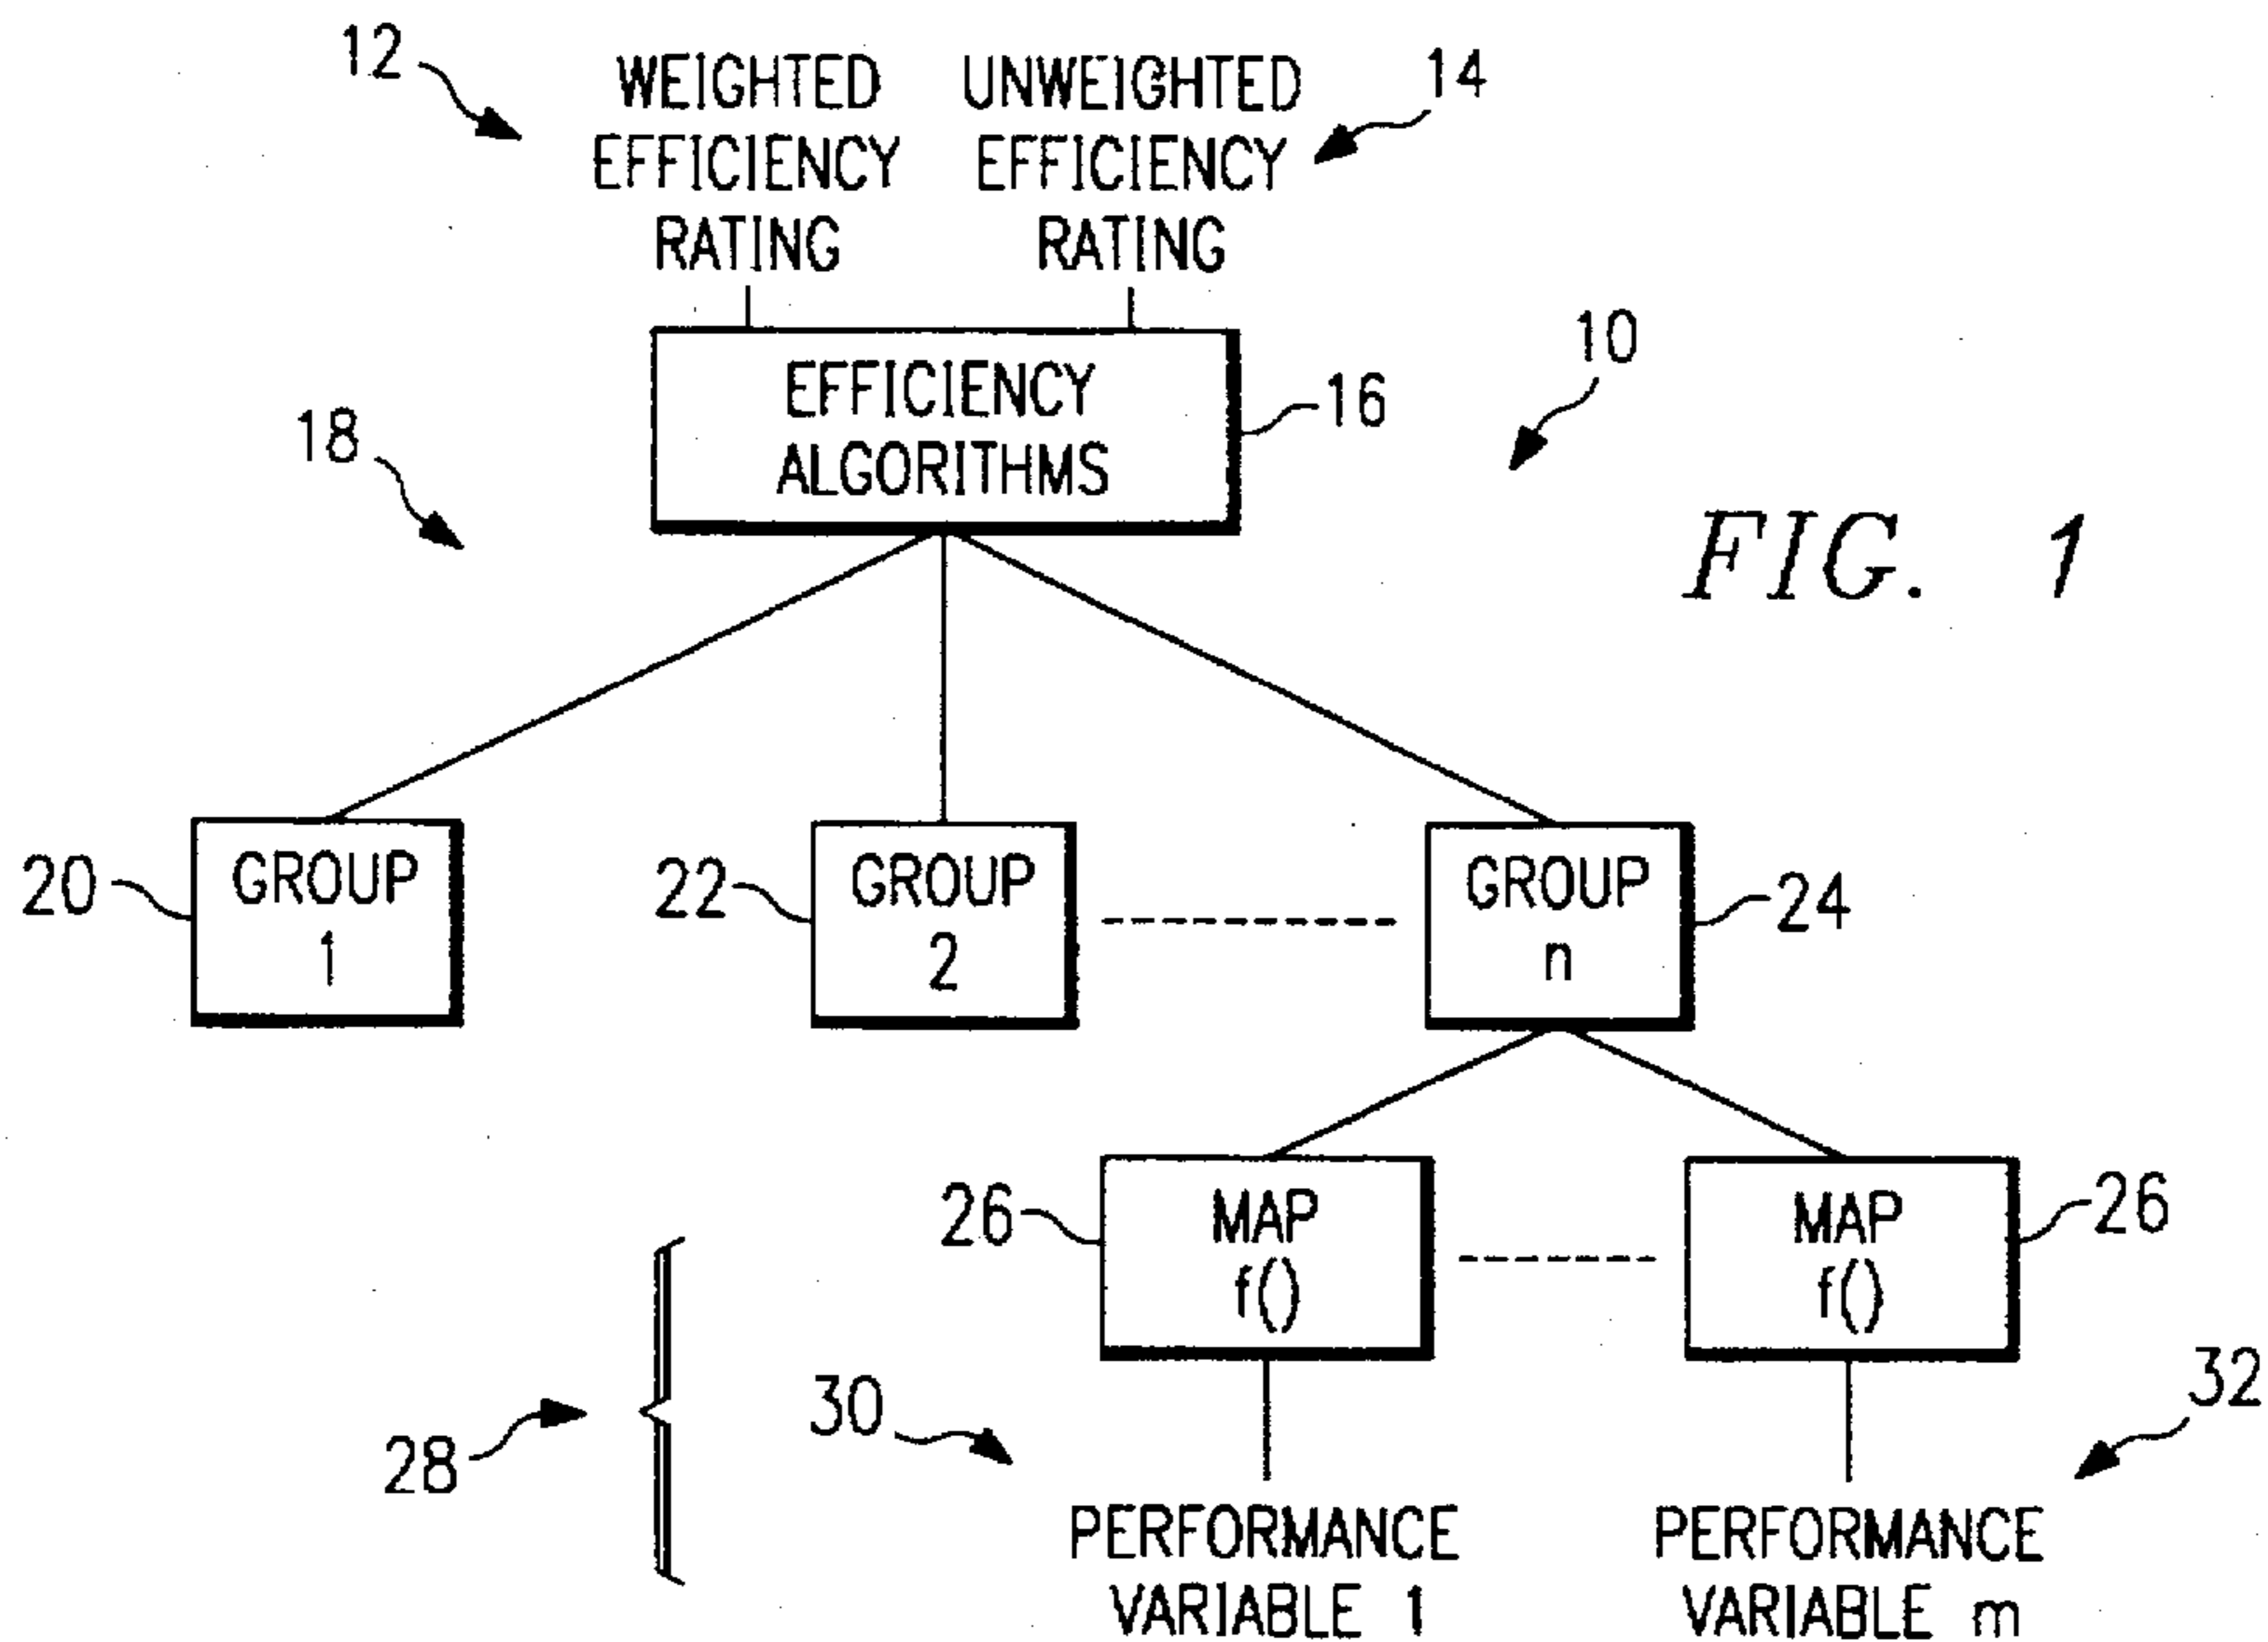 12
WEIGHTED
EFFICIENCY
RATING
UNWEIGHTED
EFFICIENCY
RATING
14
10
EFFICIENCY
ALGORITHMS
16
18
FIG. 1
20
GROUP
1
22
GROUP
2
GROUP
n
24
26
MAP
f()
MAP
f()
26
28
30
32
PERFORMANCE
VARIABLE 1
PERFORMANCE
VARIABLE m